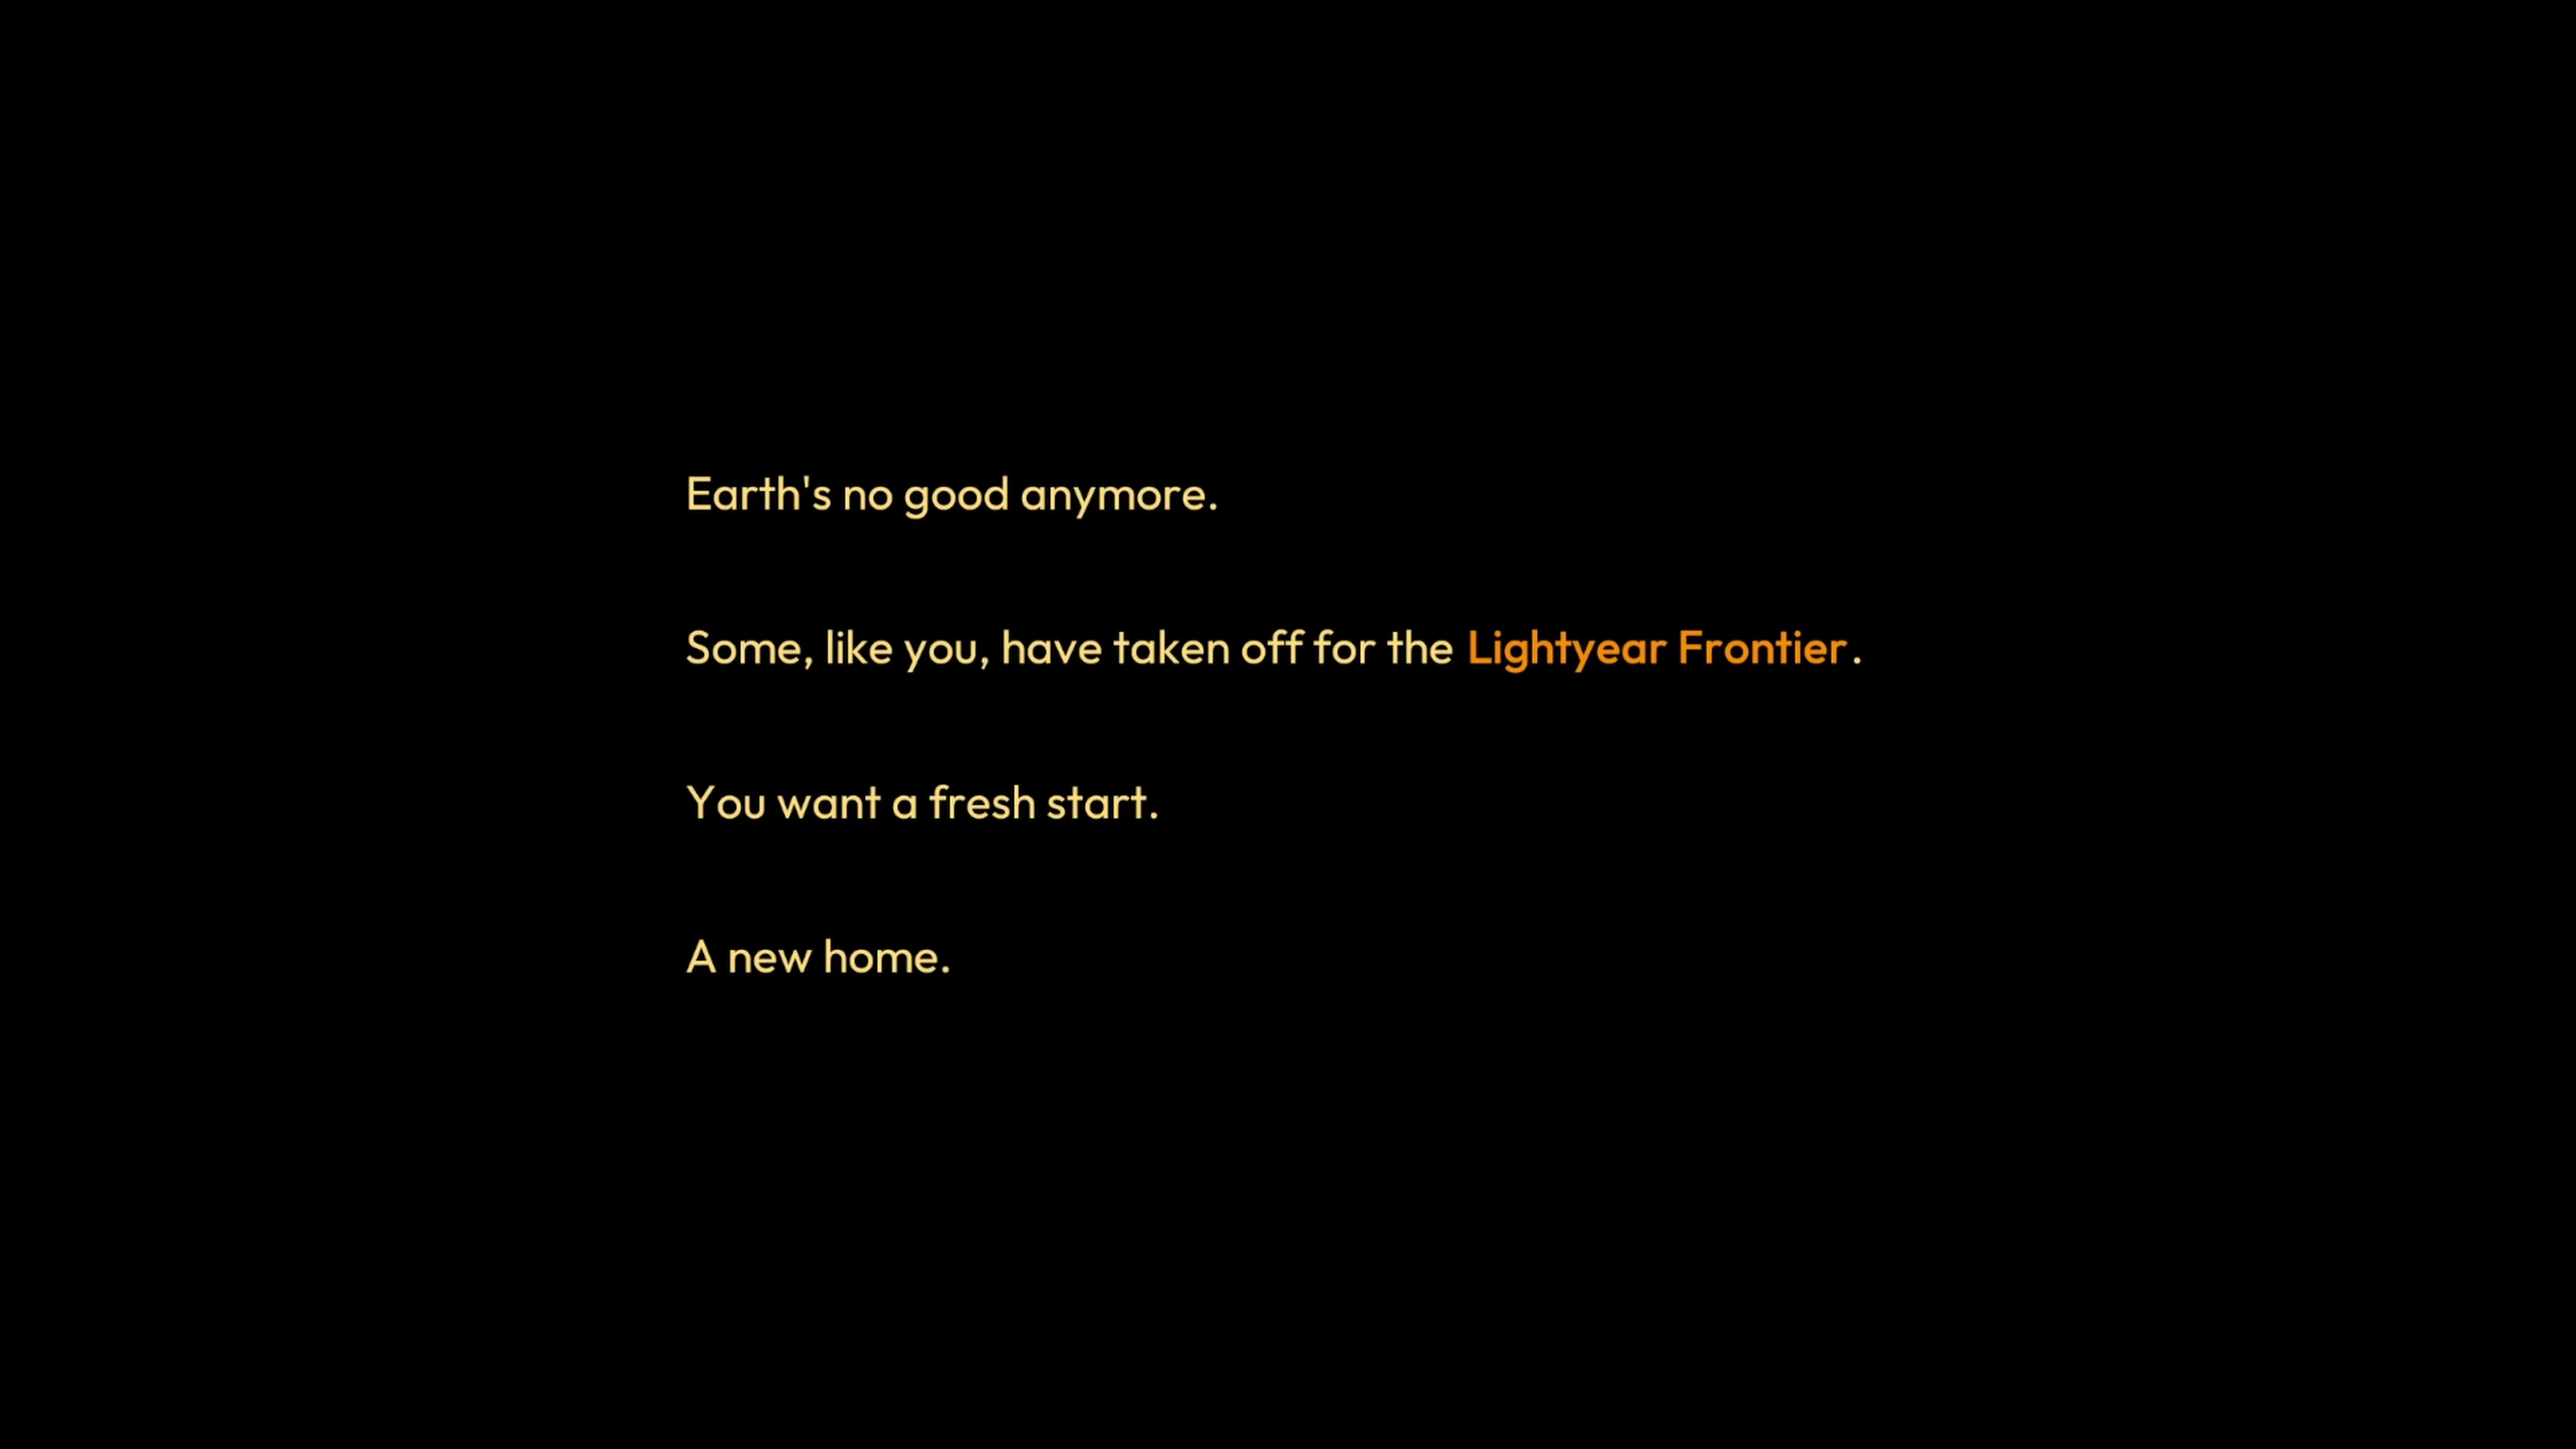 Earth's no good anymore.
Some, like you, have taken off for the Lightyear Frontier.
You want a fresh start.
A new home.